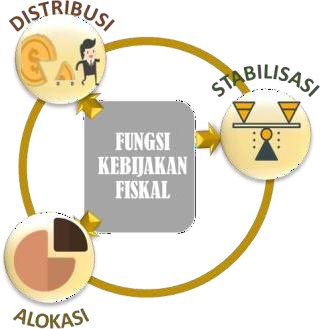 DISTRIBUSI
STABILISASI
FUNGSI
KEBIJAKAN
FISKAL
ALOKASI